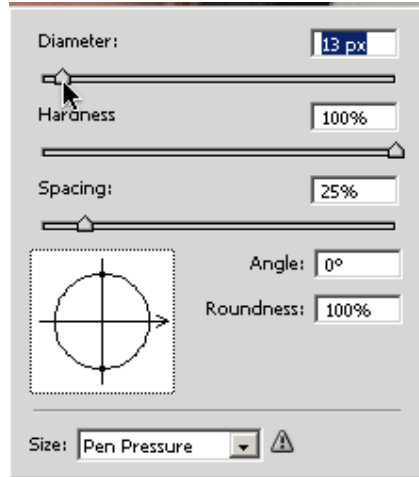 Diameter: 13 px
Hardness 100%
Spacing: 25%
Angle: 0°
Roundness: 100%
Size: Pen Pressure